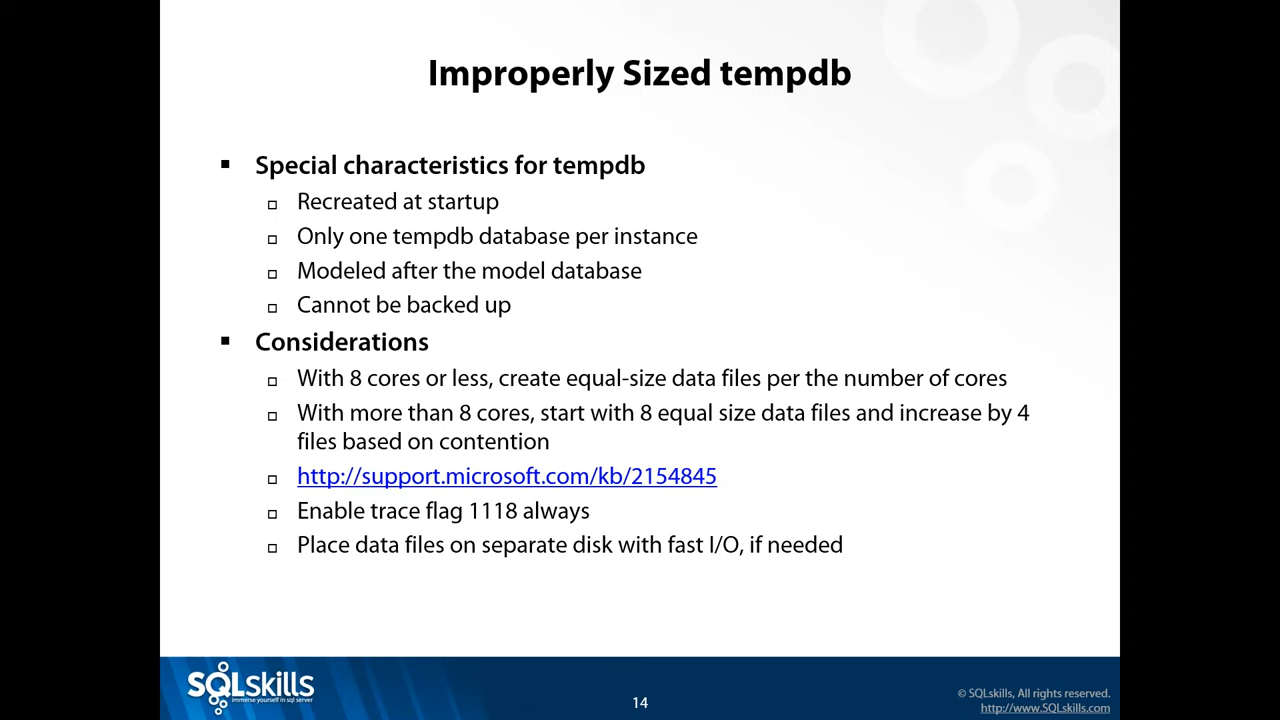 Improperly Sized tempdb
Special characteristics for tempdb
Recreated at startup
Only one tempdb database per instance
Modeled after the model database
Cannot be backed up
Considerations
With 8 cores or less, create equal-size data files per the number of cores
With more than 8 cores, start with 8 equal size data files and increase by 4
files based on contention
http://support.microsoft.com/kb/2154845
Enable trace flag 1118 always
Place data files on separate disk with fast I/O, if needed
SQLskills
immerse yourself in sql server
14
© SQLskills, All rights reserved.
http://www.SQLskills.com